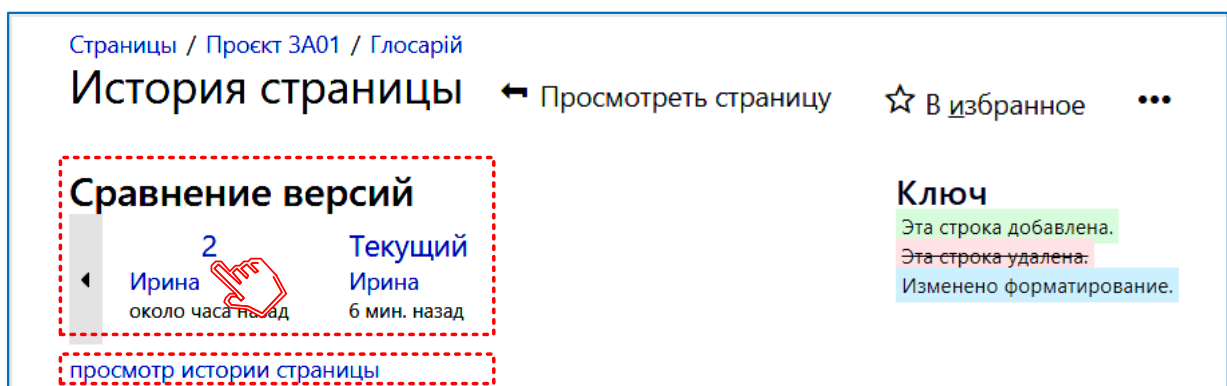 Страницы / Проєкт ЗА01 / Глосарій
История страницы Просмотреть страницу В избранное •••
Сравнение версий
2 Текущий
Ирина Ирина
около часа назад 6 мин. назад
просмотр истории страницы
Ключ
Эта строка добавлена.
Эта строка удалена.
Изменено форматирование.